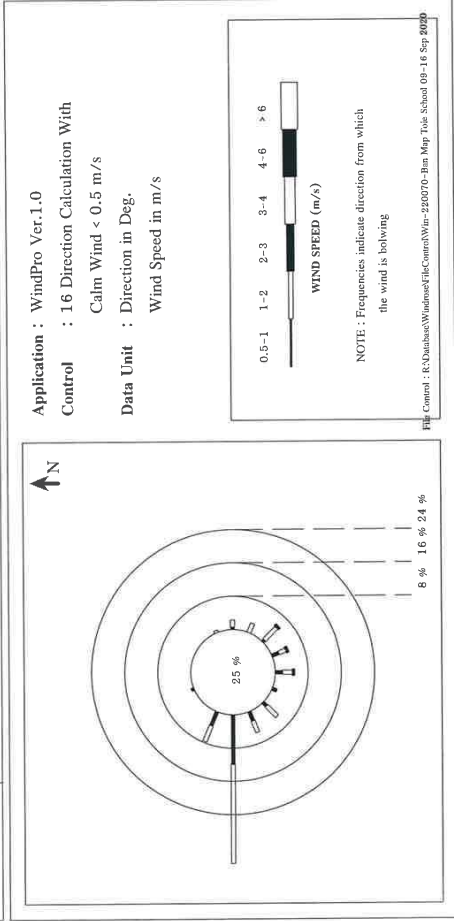 N
25 %
8 % 16 % 24 %
Application : WindPro Ver.1.0
Control : 16 Direction Calculation With
Calm Wind < 0.5 m/s
Data Unit : Direction in Deg.
Wind Speed in m/s
0.5-1 1-2 2-3 3-4 4-6 > 6
WIND SPEED (m/s)
NOTE : Frequencies indicate direction from which
the wind is bolwing
File Control : R:\Database\Windrose\FileControl\Win-220070-Ban Map Toie School 09-16 Sep 2020